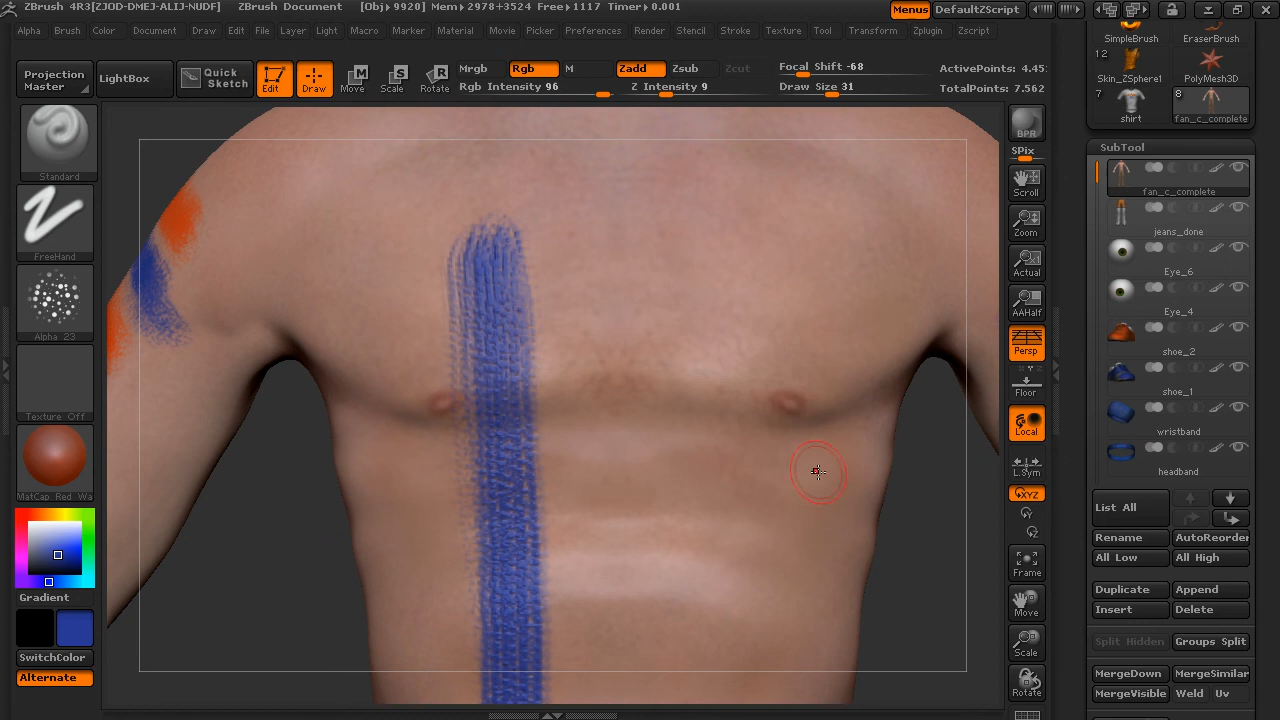 ZBrush 4R3[ZJOD-DMEJ-ALIJ-NUDF] ZBrush Document [Obj▸9920] Mem▸2978+3524 Free▸1117 Timer▸0.001 Menus DefaultZScript
Alpha Brush Color Document Draw Edit File Layer Light Macro Marker Material Movie Picker Preferences Render Stencil Stroke Texture Tool Transform Zplugin Zscript
SimpleBrush EraserBrush
12
Skin_ZSphere1 PolyMesh3D
7 8
shirt fan_c_complete
Projection Master
LightBox
Quick Sketch
Edit
Draw
M
Move
S
Scale
R
Rotate
Mrgb Rgb M Zadd Zsub Zcut
Rgb Intensity 96 Z Intensity 9
Focal Shift -68
Draw Size 31
ActivePoints: 4.45
TotalPoints: 7.562
Standard
FreeHand
Alpha_23
Texture Off
MatCap Red Wa
Gradient
SwitchColor
Alternate
BPR
SPix
Scroll
Zoom
Actual
AAHalf
Persp
Floor
Local
L.Sym
XYZ
Y
Z
Frame
Move
Scale
Rotate
SubTool
fan_c_complete
jeans_done
Eye_6
Eye_4
shoe_2
shoe_1
wristband
headband
List All
Rename AutoReorder
All Low All High
Duplicate Append
Insert Delete
Split Hidden Groups Split
MergeDown MergeSimilar
MergeVisible Weld Uv